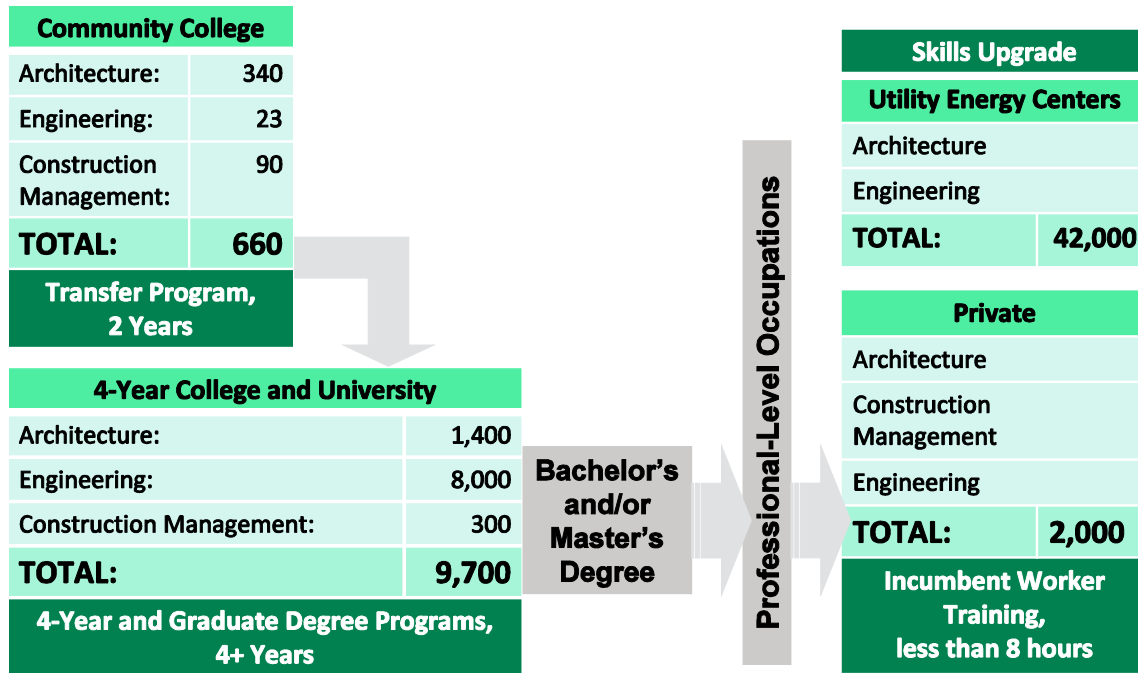 Community College
Architecture: 340
Engineering: 23
Construction 90
Management:
TOTAL: 660
Transfer Program,
2 Years
4-Year College and University
Architecture: 1,400
Engineering: 8,000
Construction Management: 300
TOTAL: 9,700
4-Year and Graduate Degree Programs,
4+ Years
Bachelor's
and/or
Master's
Degree
Professional-Level Occupations
Skills Upgrade
Utility Energy Centers
Architecture
Engineering
TOTAL: 42,000
Private
Architecture
Construction
Management
Engineering
TOTAL: 2,000
Incumbent Worker
Training,
less than 8 hours